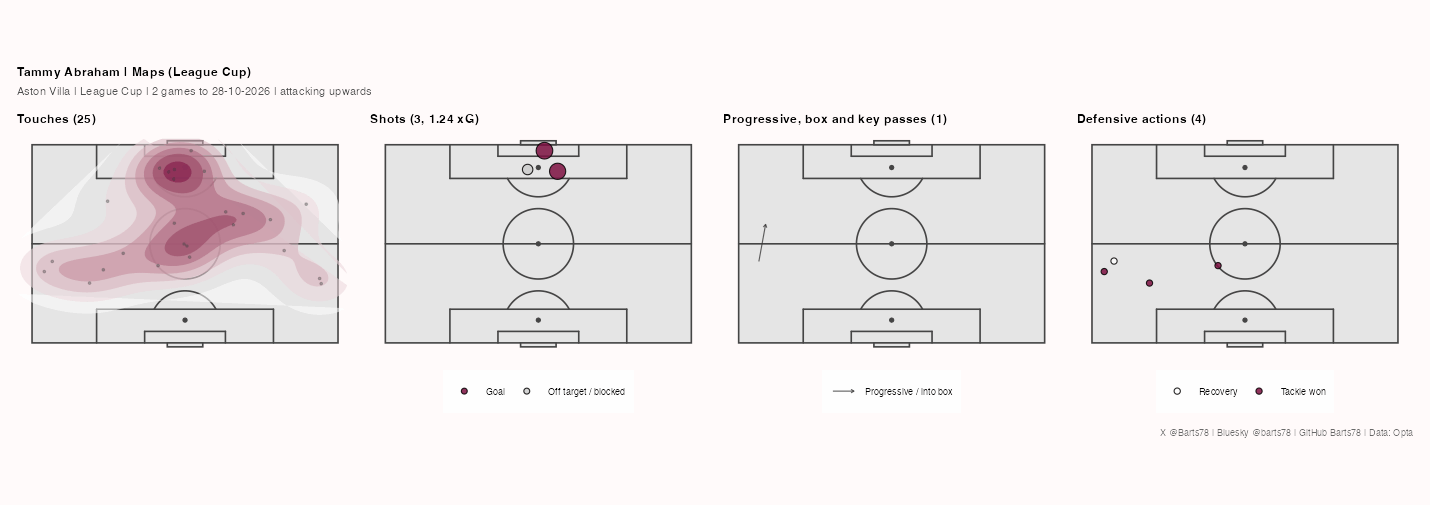 Tammy Abraham | Maps (League Cup)
Aston Villa | League Cup | 2 games to 28-10-2026 | attacking upwards
Touches (25)
Shots (3, 1.24 xG)
Progressive, box and key passes (1)
Defensive actions (4)
Goal
Off target / blocked
Progressive / into box
Recovery
Tackle won
X @Barts78 | Bluesky @barts78 | GitHub Barts78 | Data: Opta